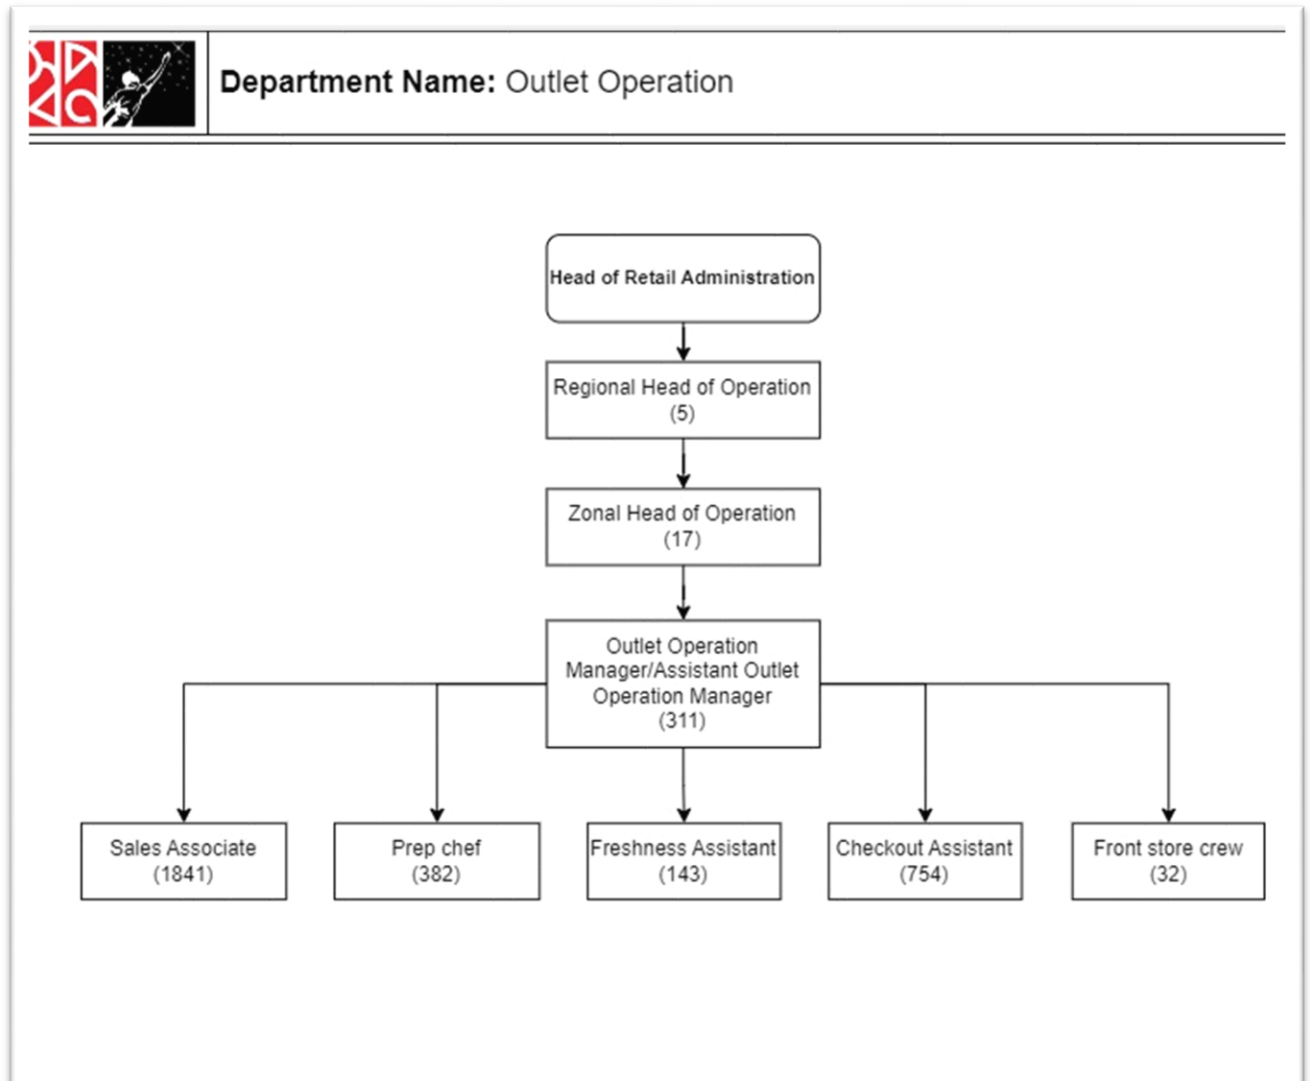 Department Name: Outlet Operation
Head of Retail Administration
Regional Head of Operation
(5)
Zonal Head of Operation
(17)
Outlet Operation
Manager/Assistant Outlet
Operation Manager
(311)
Sales Associate
(1841)
Prep chef
(382)
Freshness Assistant
(143)
Checkout Assistant
(754)
Front store crew
(32)